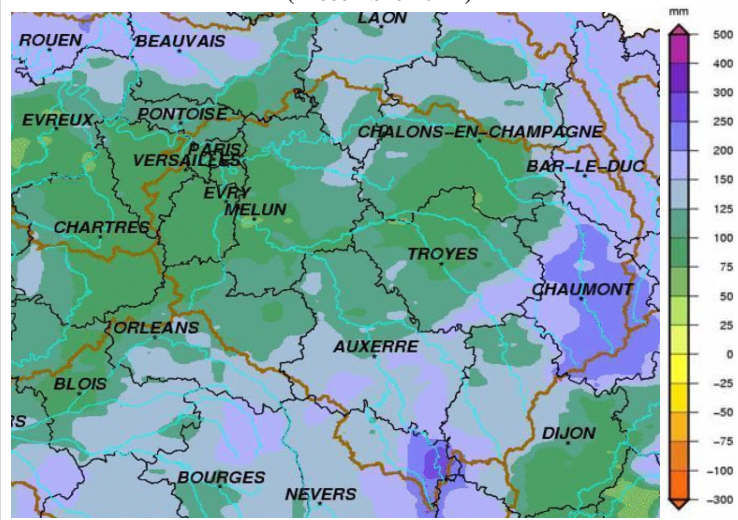 LAON
ROUEN
BEAUVAIS
EVREUX
PONTOISE
PARIS
VERSAILLES
CHALONS-EN-CHAMPAGNE
BAR-LE-DUC
EVRY
MELUN
CHARTRES
TROYES
CHAUMONT
ORLEANS
AUXERRE
BLOIS
RS
DIJON
BOURGES
NEVERS
mm
500
400
300
250
200
150
125
100
75
50
25
0
-25
-50
-75
-100
-300